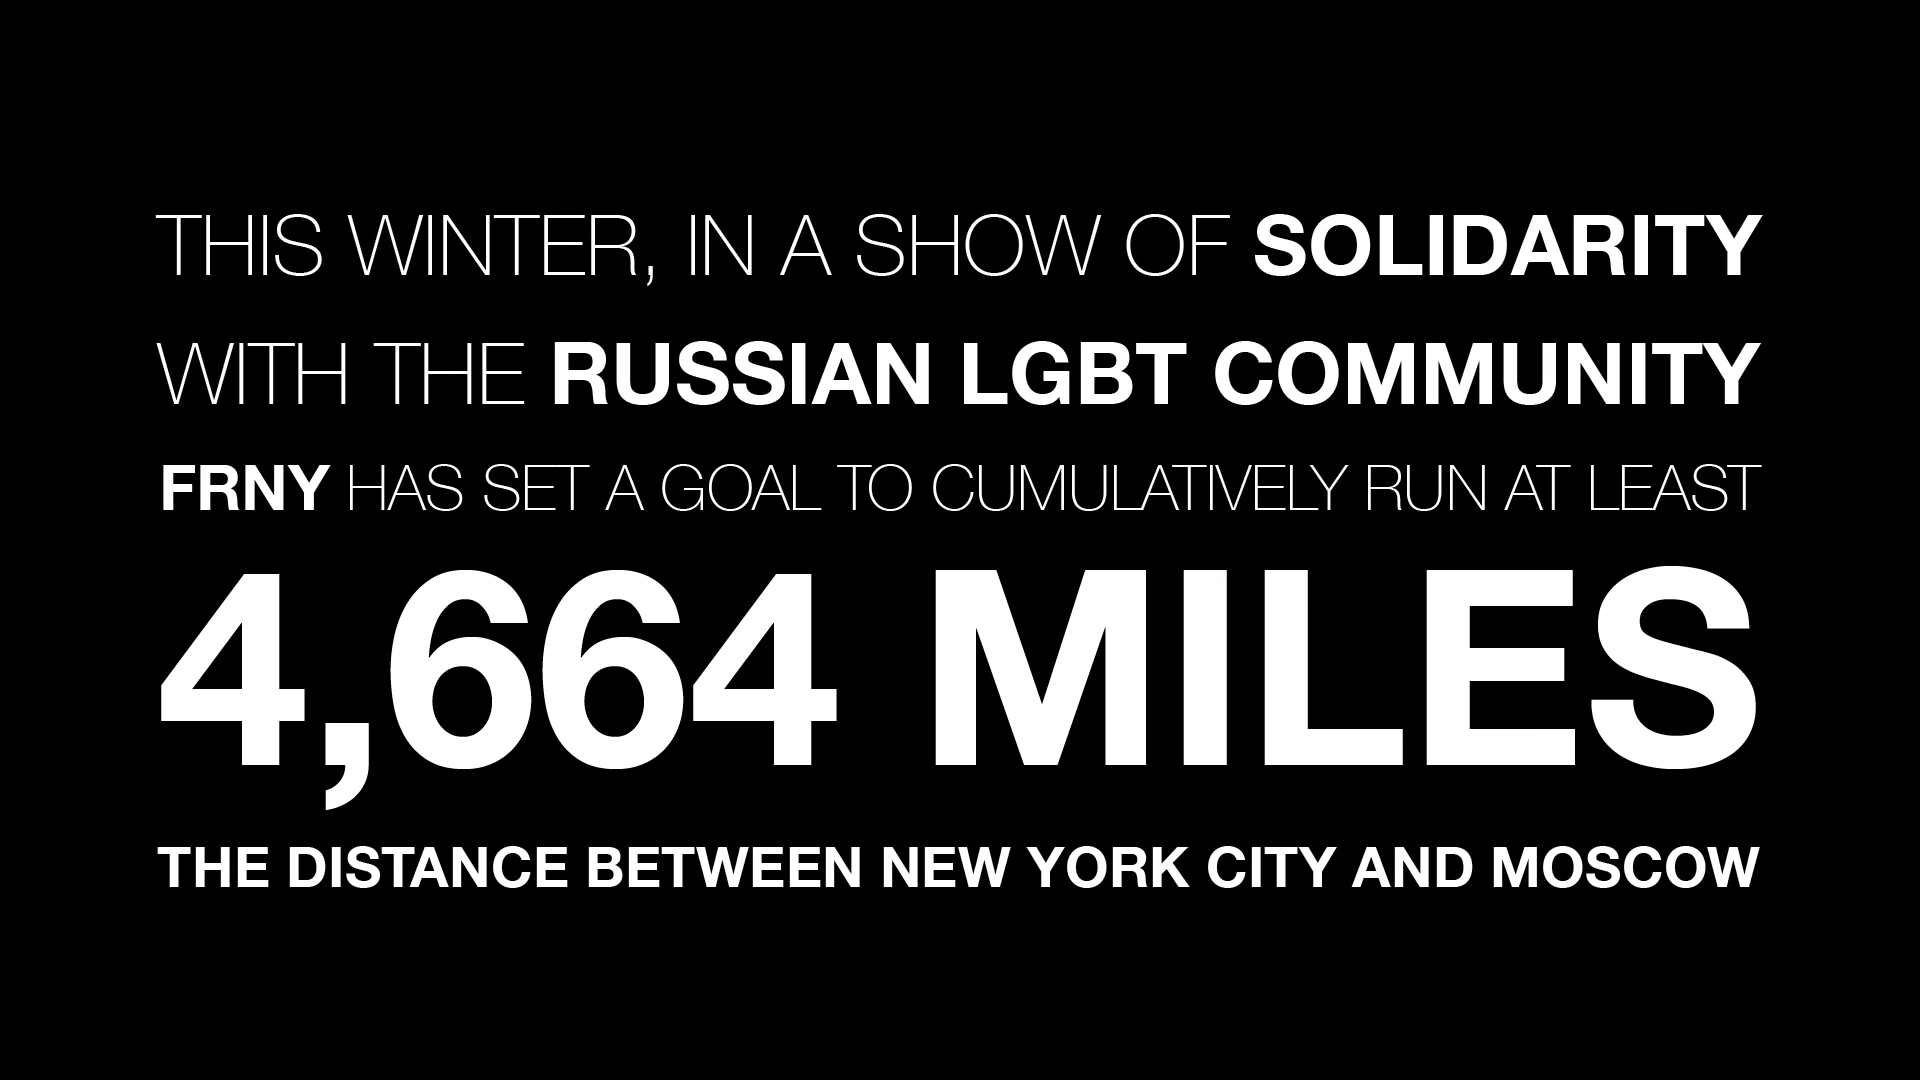 THIS WINTER, IN A SHOW OF SOLIDARITY
WITH THE RUSSIAN LGBT COMMUNITY
FRNY HAS SET A GOAL TO CUMULATIVELY RUN AT LEAST
4,664 MILES
THE DISTANCE BETWEEN NEW YORK CITY AND MOSCOW